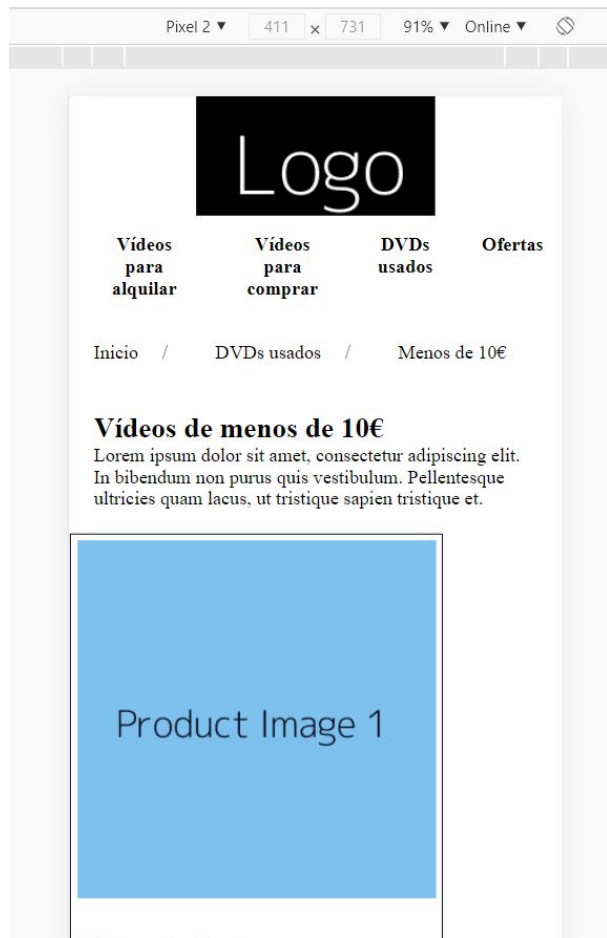 Pixel 2 ▼ 411 x 731 91% ▼ Online ▼
Logo
Vídeos para alquilar
Vídeos para comprar
DVDs usados
Ofertas
Inicio / DVDs usados / Menos de 10€
Vídeos de menos de 10€
Lorem ipsum dolor sit amet, consectetur adipiscing elit.
In bibendum non purus quis vestibulum. Pellentesque
ultricies quam lacus, ut tristique sapien tristique et.
Product Image 1